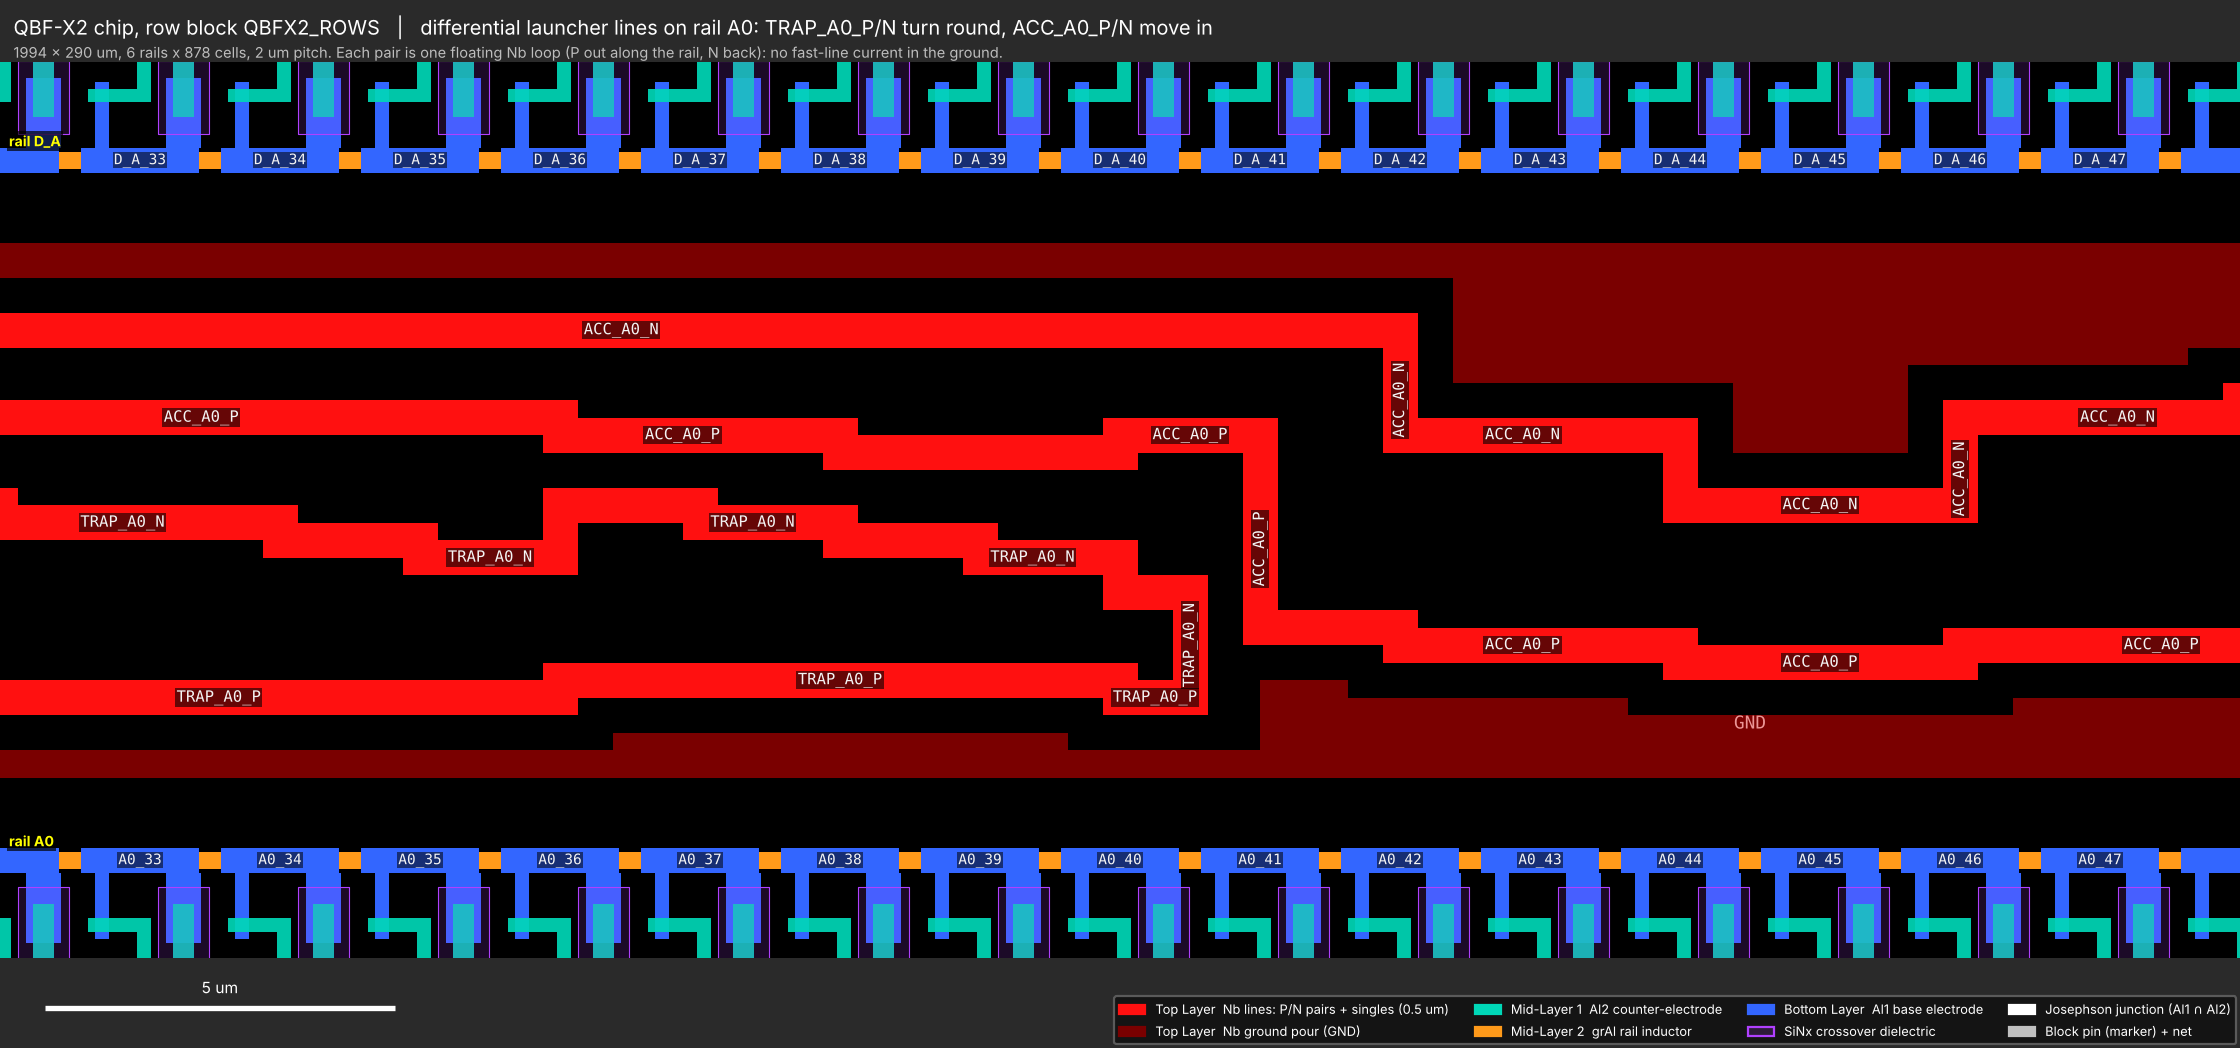 QBF-X2 chip, row block QBFX2_ROWS | differential launcher lines on rail A0: TRAP_A0_P/N turn round, ACC_A0_P/N move in
1994 × 290 um, 6 rails x 878 cells, 2 um pitch. Each pair is one floating Nb loop (P out along the rail, N back): no fast-line current in the ground.
rail D_A
D_A_33 D_A_34 D_A_35 D_A_36 D_A_37 D_A_38 D_A_39 D_A_40 D_A_41 D_A_42 D_A_43 D_A_44 D_A_45 D_A_46 D_A_47
ACC_A0_N
ACC_A0_N
ACC_A0_P ACC_A0_N
ACC_A0_P ACC_A0_P ACC_A0_N
ACC_A0_N
ACC_A0_N
TRAP_A0_N TRAP_A0_N
ACC_A0_P
TRAP_A0_N TRAP_A0_N
TRAP_A0_N
ACC_A0_P ACC_A0_P
ACC_A0_P
TRAP_A0_P
TRAP_A0_P TRAP_A0_P
GND
rail A0
A0_33 A0_34 A0_35 A0_36 A0_37 A0_38 A0_39 A0_40 A0_41 A0_42 A0_43 A0_44 A0_45 A0_46 A0_47
5 um
Top Layer Nb lines: P/N pairs + singles (0.5 um) Mid-Layer 1 Al2 counter-electrode Bottom Layer Al1 base electrode Josephson junction (Al1 ∩ Al2)
Top Layer Nb ground pour (GND) Mid-Layer 2 grAl rail inductor SiNx crossover dielectric Block pin (marker) + net